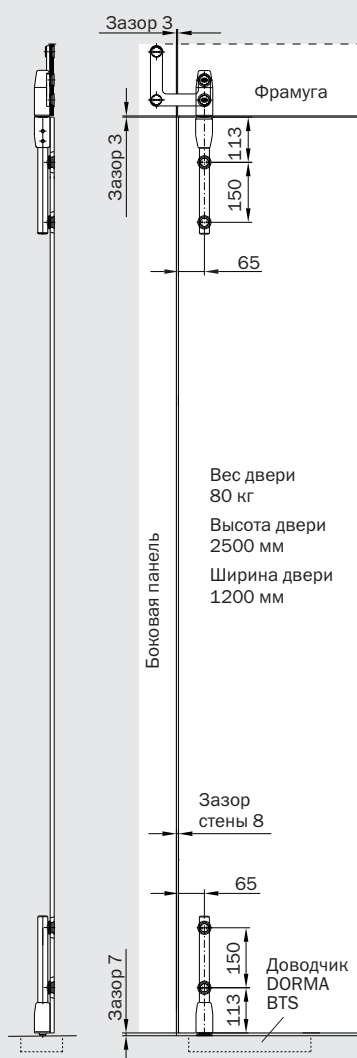 Зазор 3
Фрамуга
Зазор 3
113
150
65
Вес двери
80 кг
Высота двери
2500 мм
Ширина двери
1200 мм
Боковая панель
Зазор
стены 8
65
150
113
Зазор 7
Доводчик
DORMA
BTS